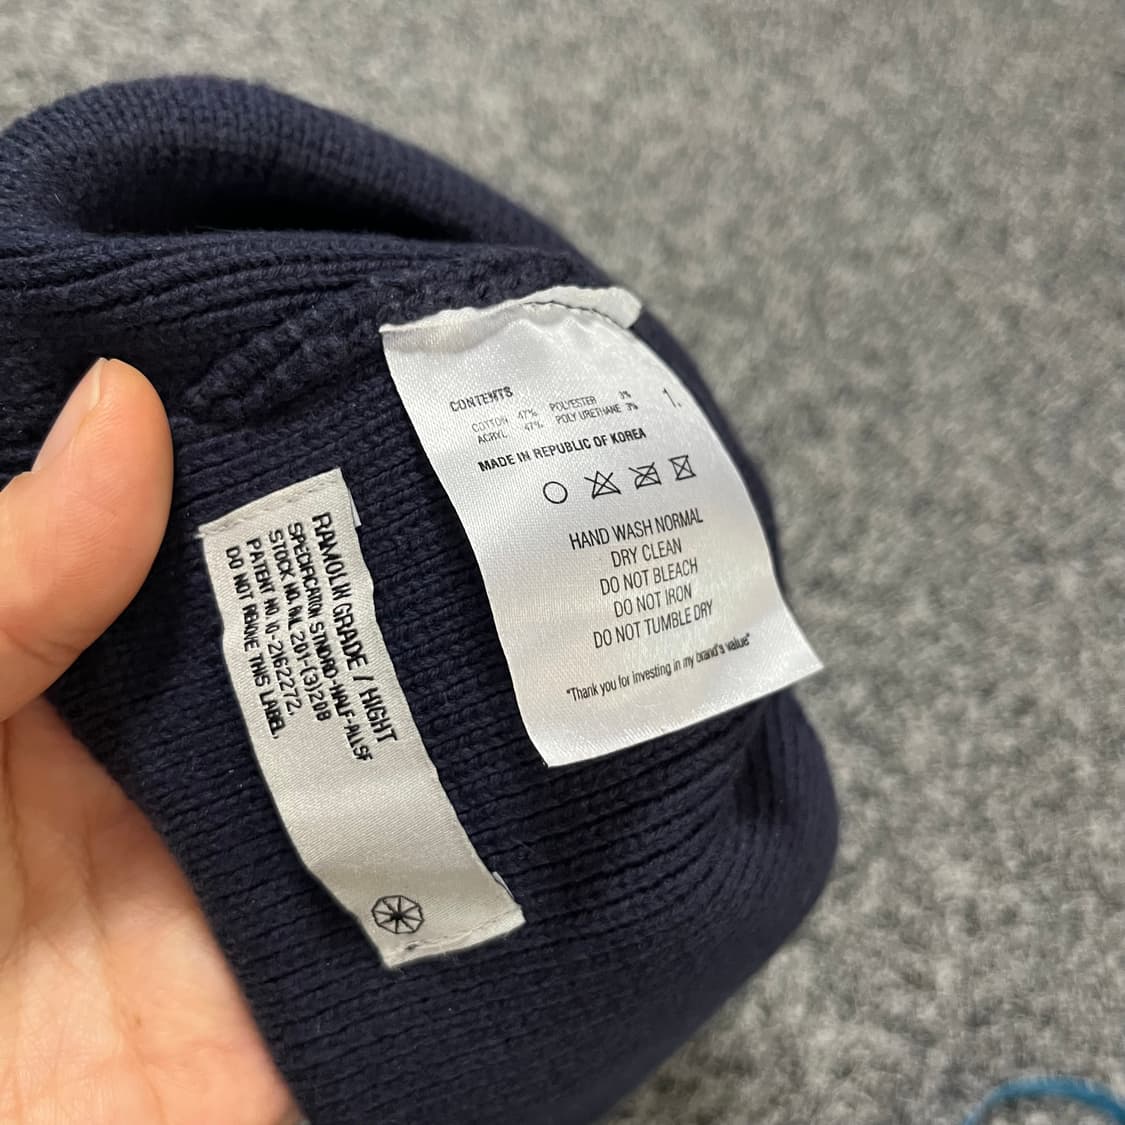 CONTENTS
COTTON 47% POLYESTER 3%
ACRYL 47% POLY URETHANE 3%
1.
MADE IN REPUBLIC OF KOREA
HAND WASH NORMAL
DRY CLEAN
DO NOT BLEACH
DO NOT IRON
DO NOT TUMBLE DRY
"Thank you for investing in my brand's value"
RAMOLIN GRADE / HIGHT
SPECIFICATION STNDRD-HALF-ALLSF
STOCK NO. NL 201-(3)208
PATENT NO. 10-2162272.
DO NOT REMOVE THIS LABEL.